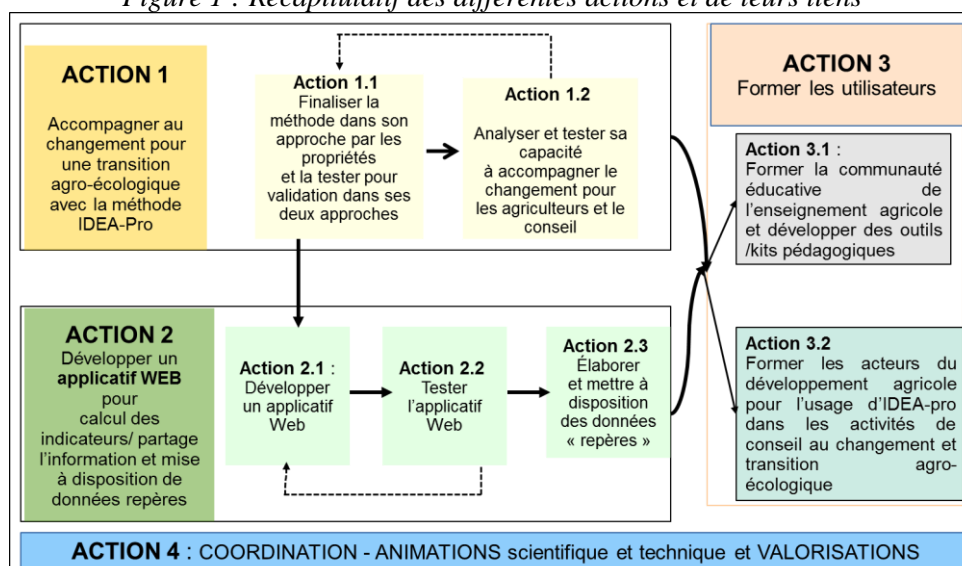 Figure 1 : Récapitulatif des différentes actions et de leurs liens
ACTION 1
Accompagner au
changement pour
une transition
agro-écologique
avec la méthode
IDEA-Pro
Action 1.1
Finaliser la
méthode dans son
approche par les
propriétés
et la tester pour
validation dans ses
deux approches
Action 1.2
Analyser et tester sa
capacité
à accompagner le
changement pour
les agriculteurs et le
conseil
ACTION 3
Former les utilisateurs
Action 3.1 :
Former la communauté
éducative de
l'enseignement agricole
et développer des outils
/kits pédagogiques
ACTION 2
Développer un
applicatif WEB
pour
calcul des
indicateurs/ partage
l'information et mise
à disposition de
données repères
Action 2.1 :
Développer
un applicatif
Web
Action 2.2
Tester
l'applicatif
Web
Action 2.3
Élaborer
et mettre à
disposition
des données
« repères »
Action 3.2
Former les acteurs du
développement agricole
pour l'usage d'IDEA-pro
dans les activités de
conseil au changement et
transition agro-
écologique
ACTION 4 : COORDINATION - ANIMATIONS scientifique et technique et VALORISATIONS